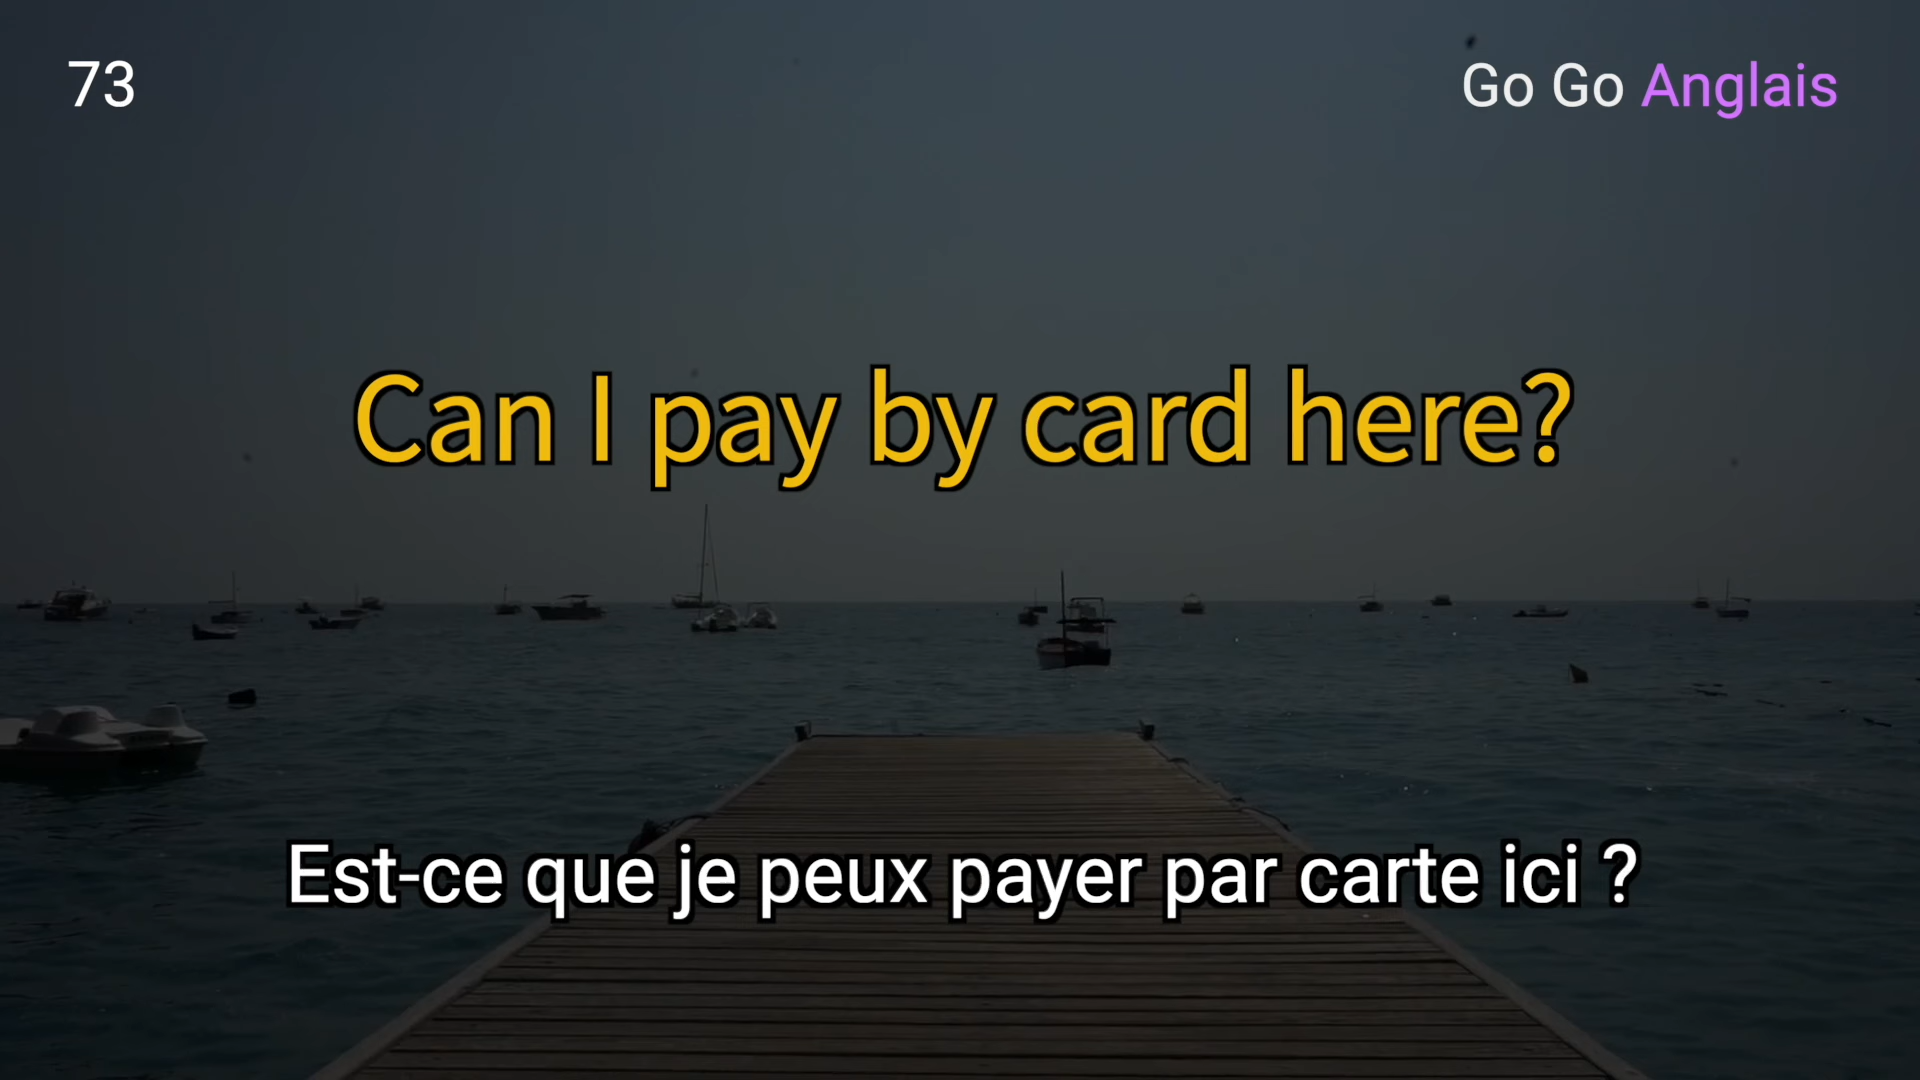 73
Go Go Anglais
Can I pay by card here?
Est-ce que je peux payer par carte ici ?